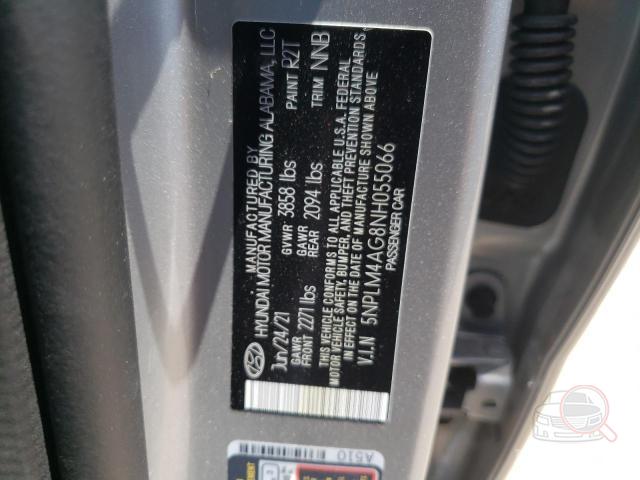 MANUFACTURED BY
HYUNDAI MOTOR MANUFACTURING ALABAMA, LLC
Jun/24/21 GVWR 3858 lbs PAINT R2T
GAWR FRONT 2271 lbs GAWR REAR 2094 lbs TRIM NNB
THIS VEHICLE CONFORMS TO ALL APPLICABLE U.S.A. FEDERAL
MOTOR VEHICLE SAFETY, BUMPER, AND THEFT PREVENTION STANDARDS
IN EFFECT ON THE DATE OF MANUFACTURE SHOWN ABOVE
V.I.N 5NPLM4AG8NH055066
PASSENGER CAR
A510